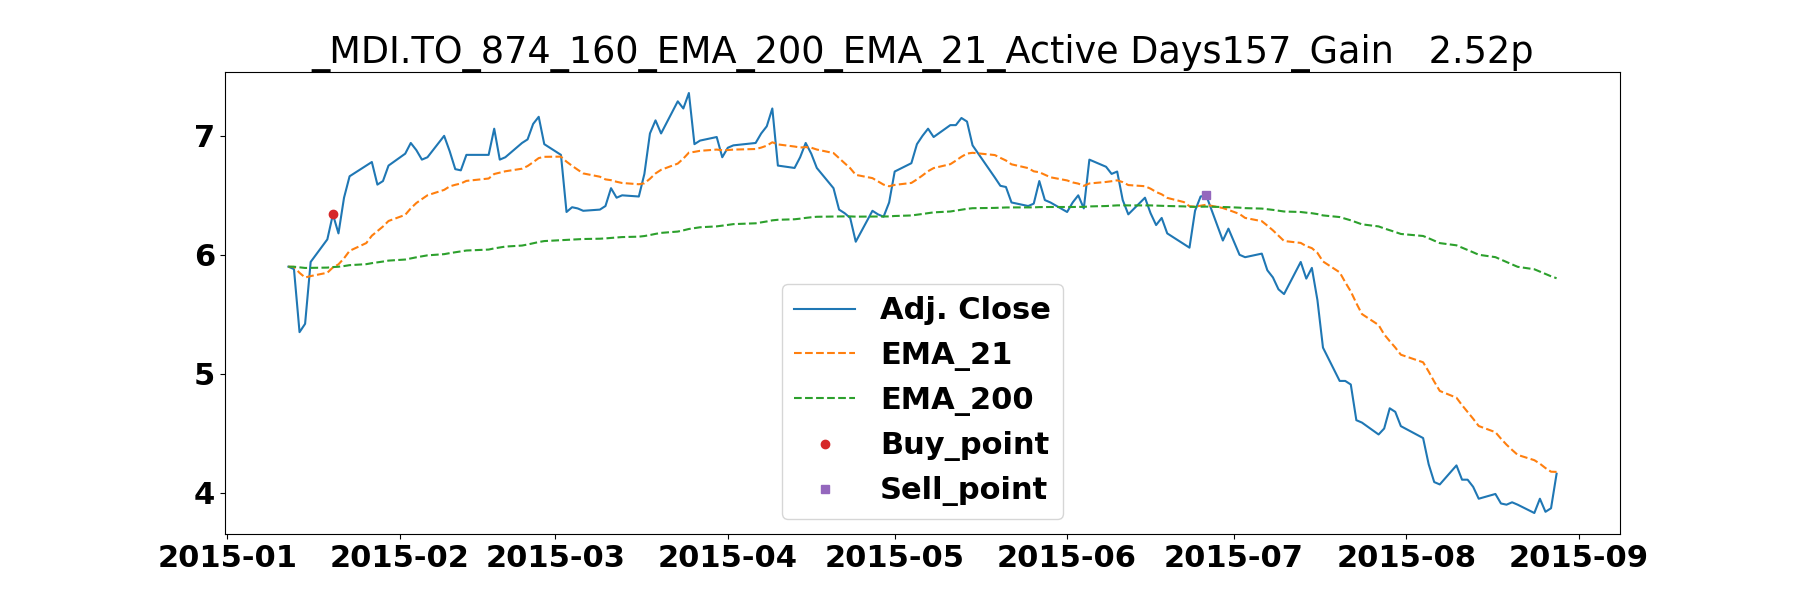 _MDI.TO_874_160_EMA_200_EMA_21_Active Days157_Gain   2.52p
7
6
5
4
Adj. Close
EMA_21
EMA_200
Buy_point
Sell_point
2015-01 2015-02 2015-03 2015-04 2015-05 2015-06 2015-07 2015-08 2015-09